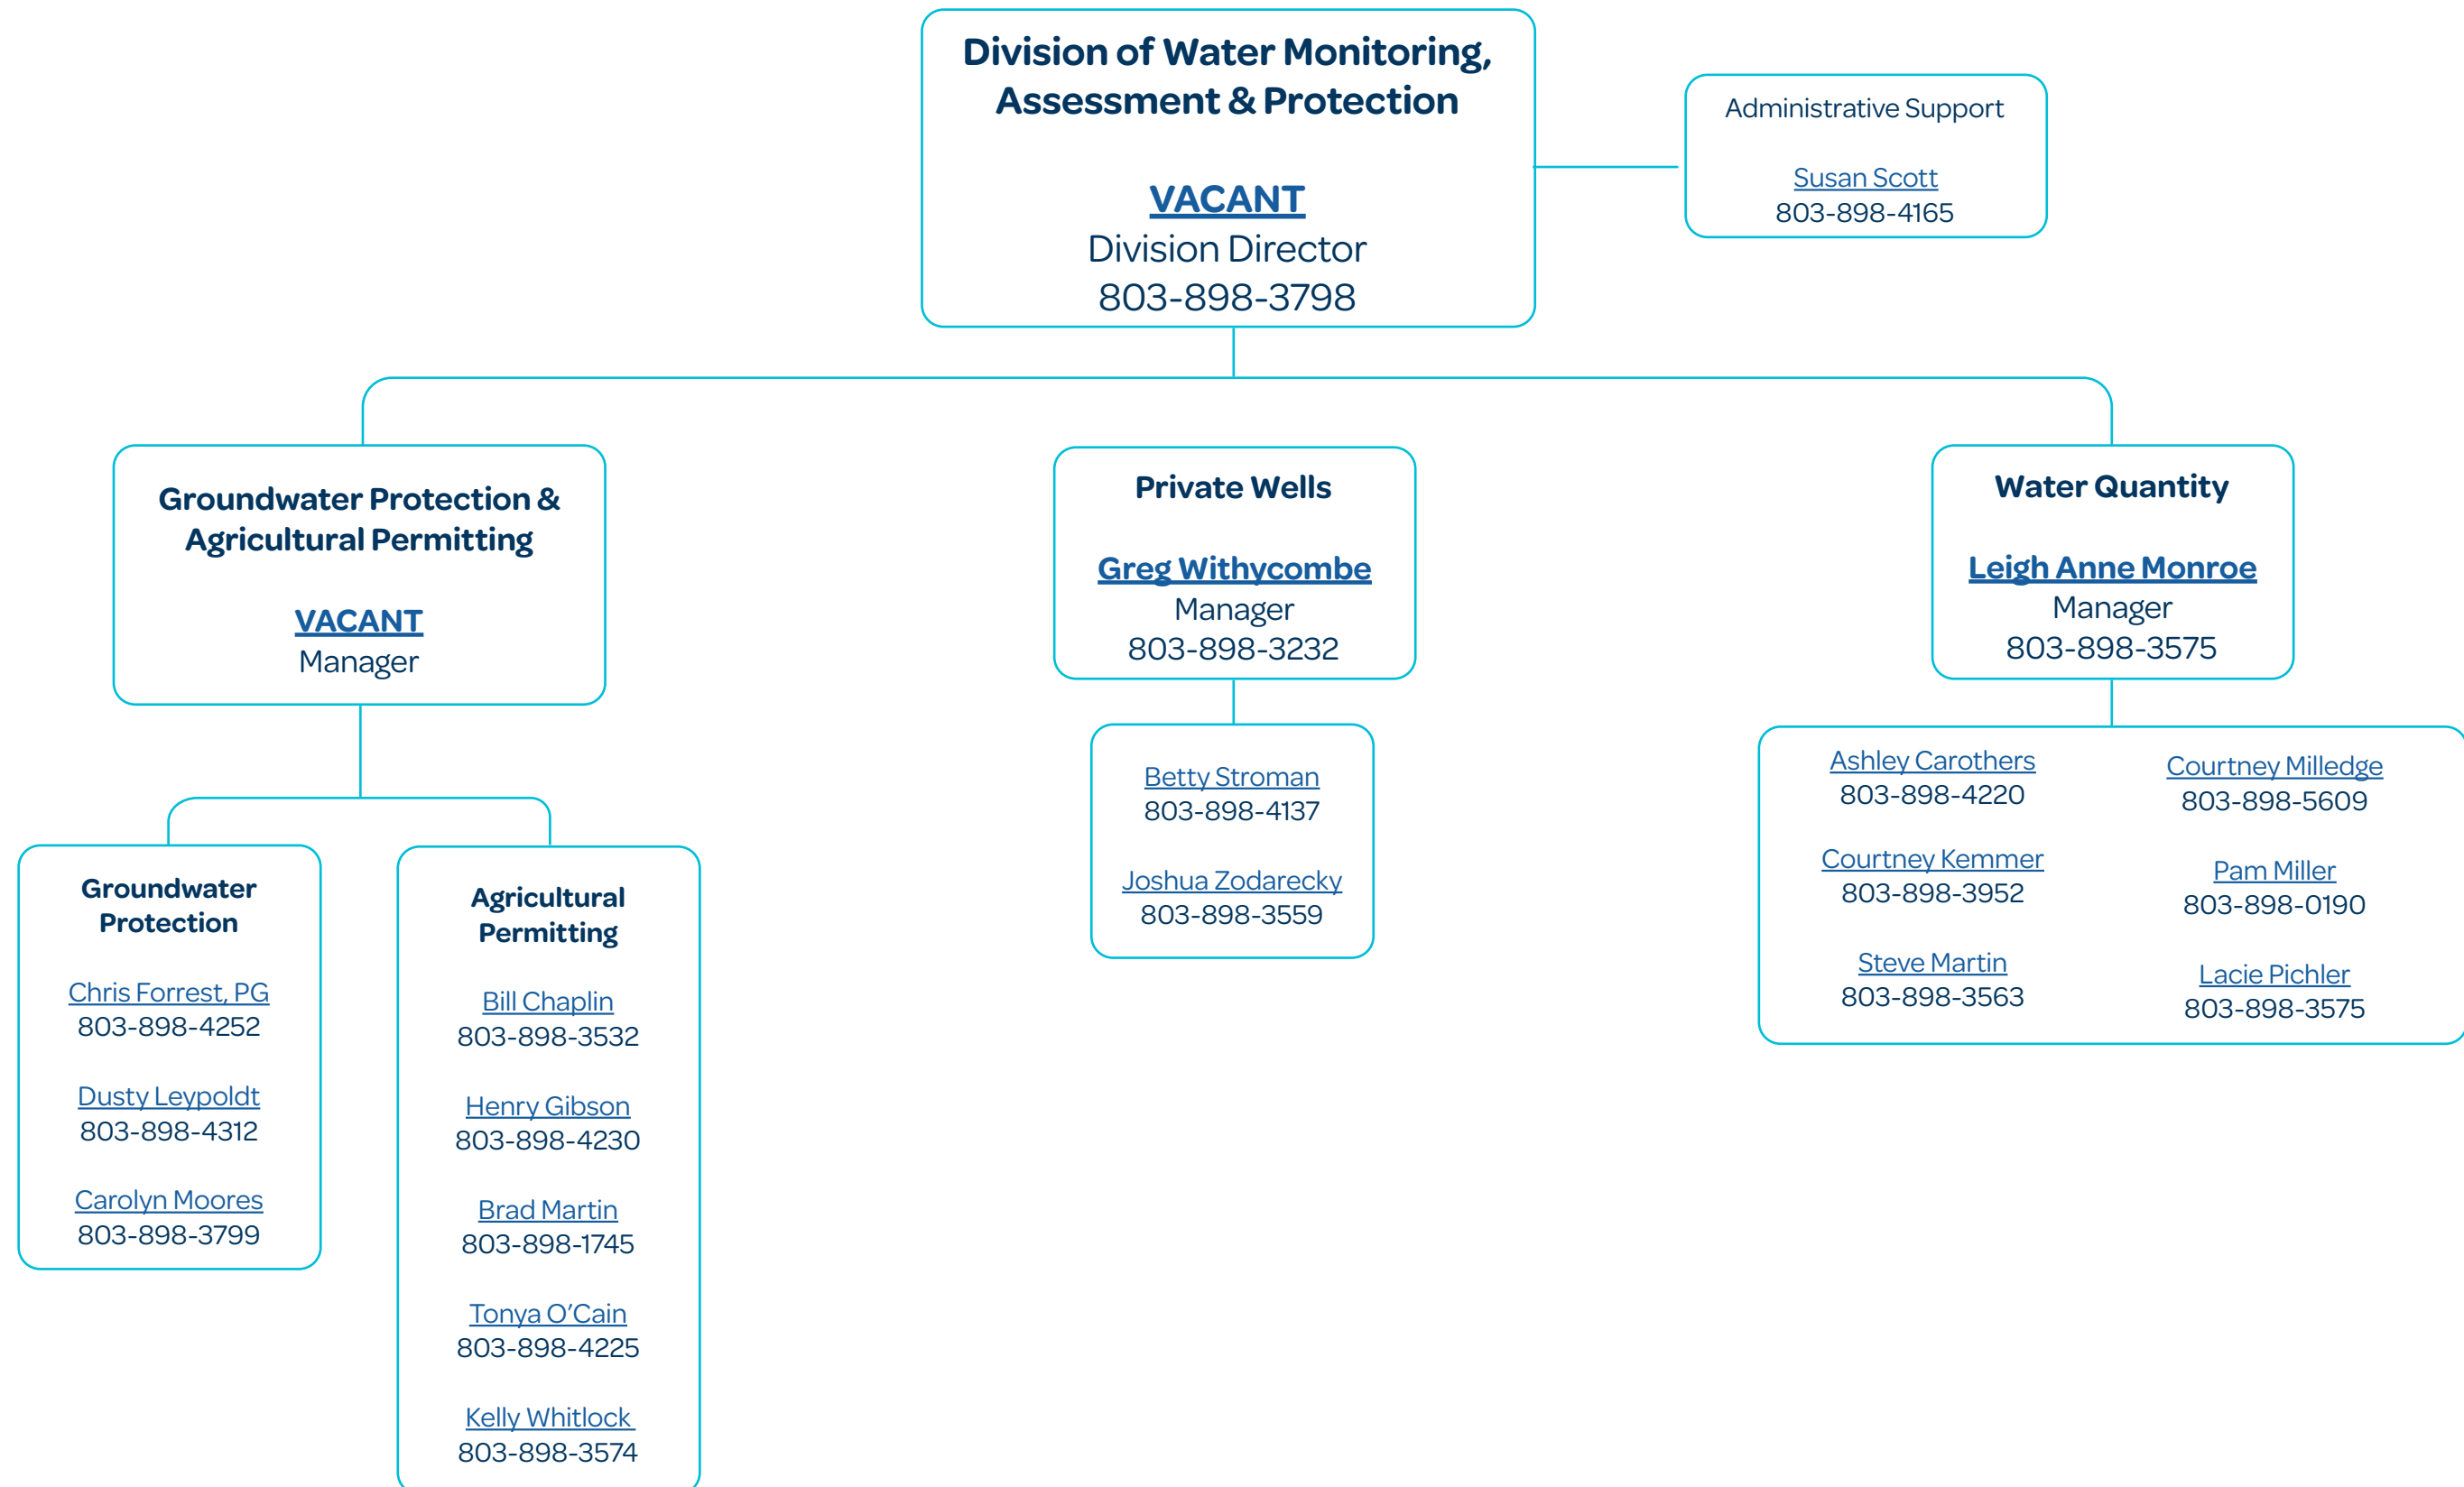 Division of Water Monitoring,
Assessment & Protection
VACANT
Division Director
803-898-3798
Administrative Support
Susan Scott
803-898-4165
Groundwater Protection &
Agricultural Permitting
VACANT
Manager
Private Wells
Greg Withycombe
Manager
803-898-3232
Water Quantity
Leigh Anne Monroe
Manager
803-898-3575
Groundwater
Protection
Chris Forrest, PG
803-898-4252
Dusty Leypoldt
803-898-4312
Carolyn Moores
803-898-3799
Agricultural
Permitting
Bill Chaplin
803-898-3532
Henry Gibson
803-898-4230
Brad Martin
803-898-1745
Tonya O’Cain
803-898-4225
Kelly Whitlock
803-898-3574
Betty Stroman
803-898-4137
Joshua Zodarecky
803-898-3559
Ashley Carothers
803-898-4220
Courtney Kemmer
803-898-3952
Steve Martin
803-898-3563
Courtney Milledge
803-898-5609
Pam Miller
803-898-0190
Lacie Pichler
803-898-3575